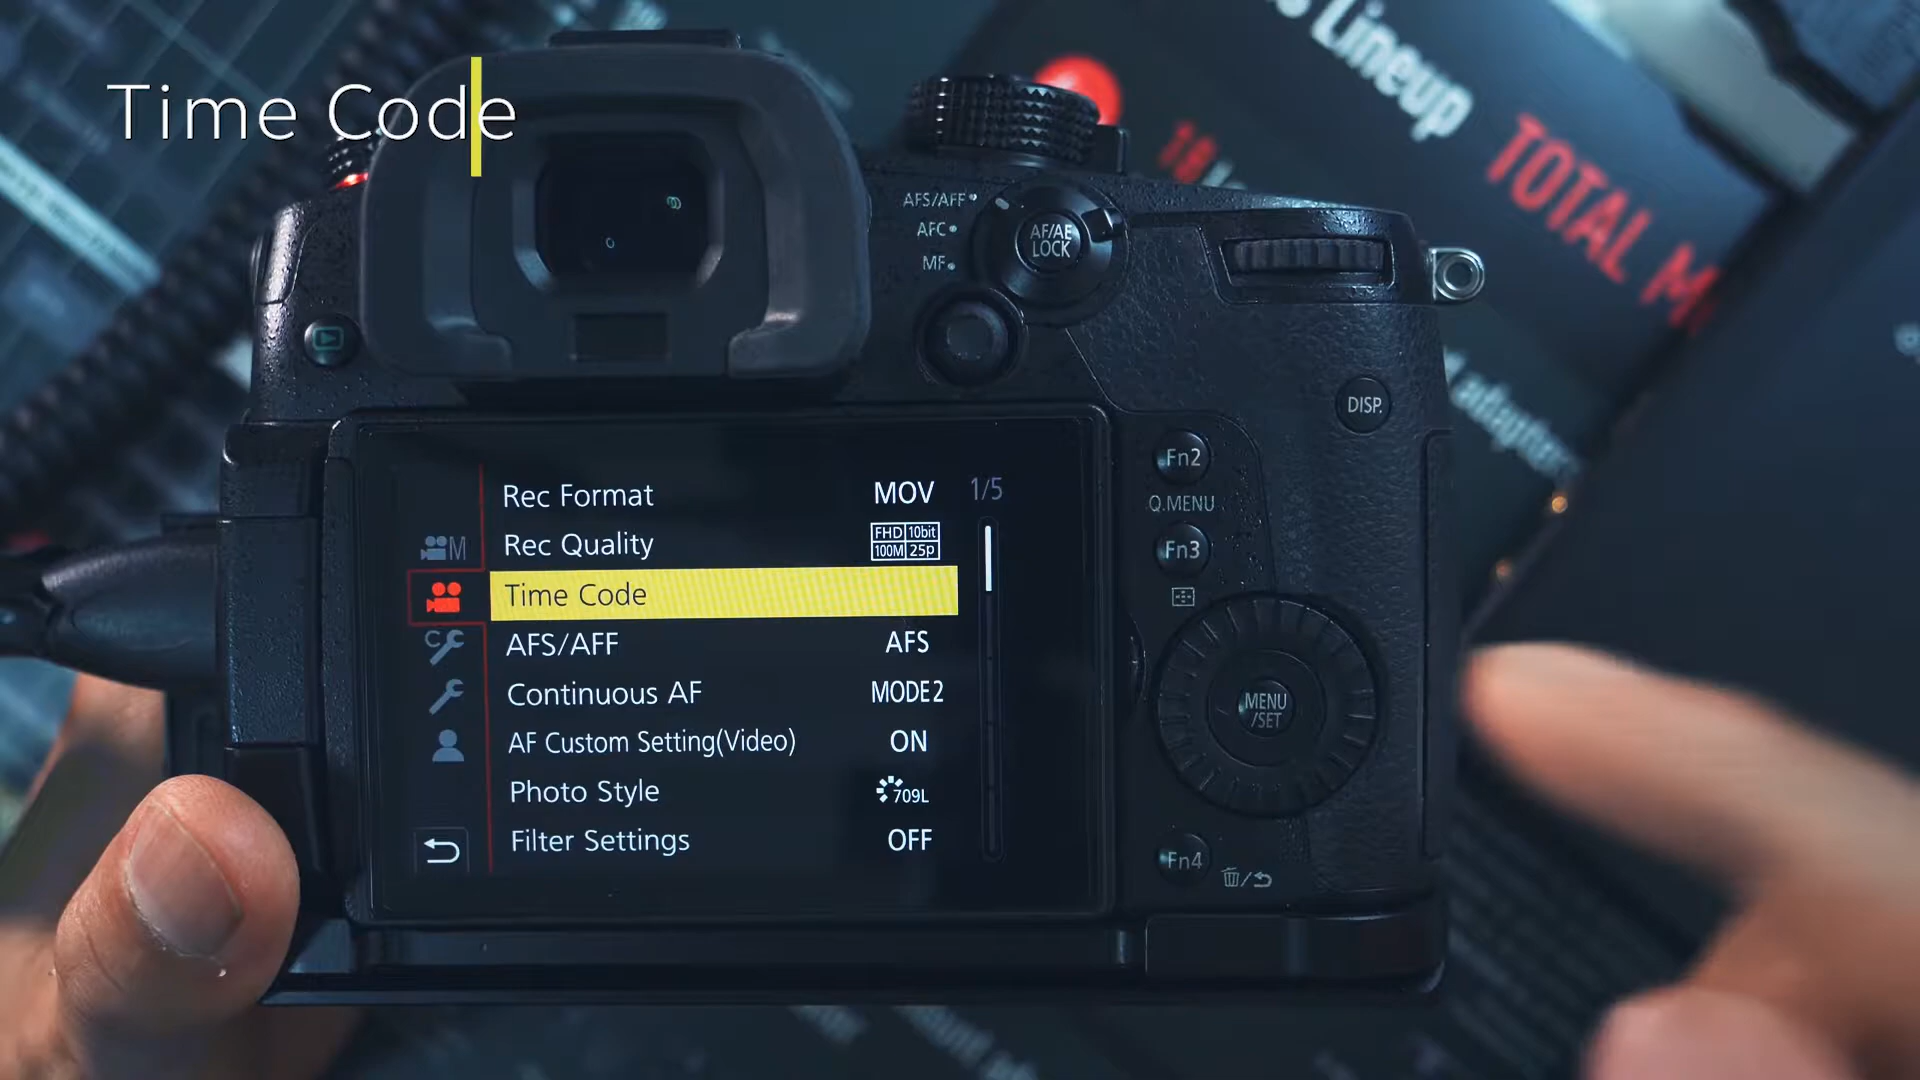 Time Code
s Lineup
TOTAL M
18
adapter
AFS/AFF
AFC
MF
AF/AE
LOCK
DISP.
Fn2
Q.MENU
Fn3
MENU
/SET
Fn4
Rec Format MOV 1/5
Rec Quality FHD 10bit
100M 25p
M
Time Code
AFS/AFF AFS
C
Continuous AF MODE2
AF Custom Setting(Video) ON
Photo Style 709L
Filter Settings OFF